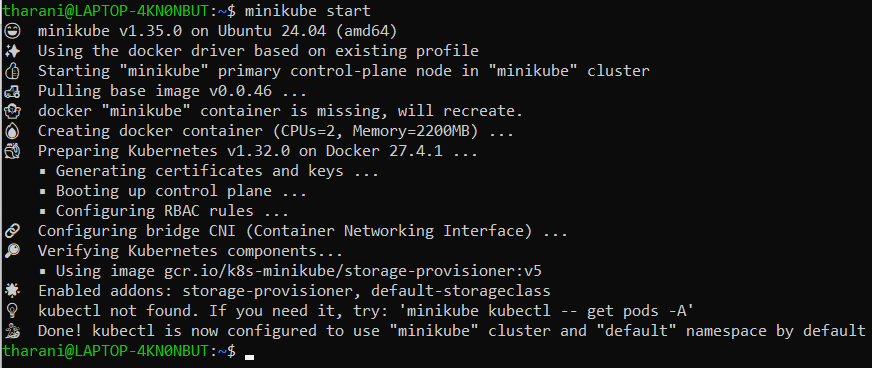 tharani@LAPTOP-4KN0NBUT:~$ minikube start
😄 minikube v1.35.0 on Ubuntu 24.04 (amd64)
✨ Using the docker driver based on existing profile
👍 Starting "minikube" primary control-plane node in "minikube" cluster
🚜 Pulling base image v0.0.46 ...
🤷 docker "minikube" container is missing, will recreate.
🔥 Creating docker container (CPUs=2, Memory=2200MB) ...
🐳 Preparing Kubernetes v1.32.0 on Docker 27.4.1 ...
▪ Generating certificates and keys ...
▪ Booting up control plane ...
▪ Configuring RBAC rules ...
🔗 Configuring bridge CNI (Container Networking Interface) ...
🔎 Verifying Kubernetes components...
▪ Using image gcr.io/k8s-minikube/storage-provisioner:v5
🌟 Enabled addons: storage-provisioner, default-storageclass
💡 kubectl not found. If you need it, try: 'minikube kubectl -- get pods -A'
🏄 Done! kubectl is now configured to use "minikube" cluster and "default" namespace by default
tharani@LAPTOP-4KN0NBUT:~$